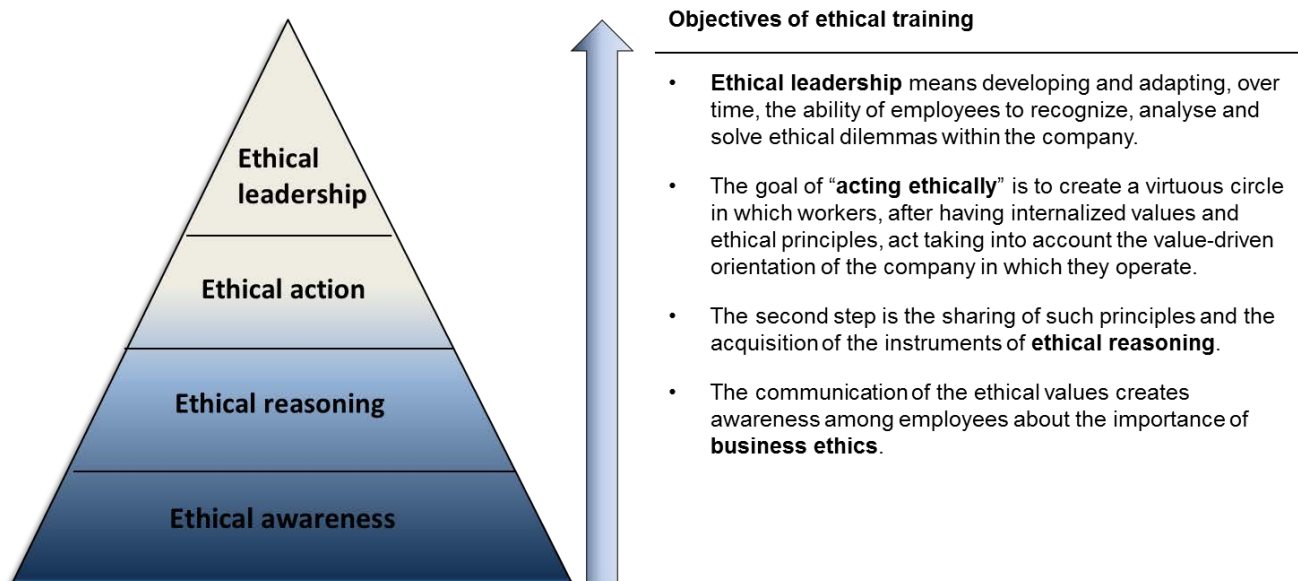 Ethical
leadership
Ethical action
Ethical reasoning
Ethical awareness
Objectives of ethical training
• Ethical leadership means developing and adapting, over
time, the ability of employees to recognize, analyse and
solve ethical dilemmas within the company.
• The goal of “acting ethically” is to create a virtuous circle
in which workers, after having internalized values and
ethical principles, act taking into account the value-driven
orientation of the company in which they operate.
• The second step is the sharing of such principles and the
acquisition of the instruments of ethical reasoning.
• The communication of the ethical values creates
awareness among employees about the importance of
business ethics.